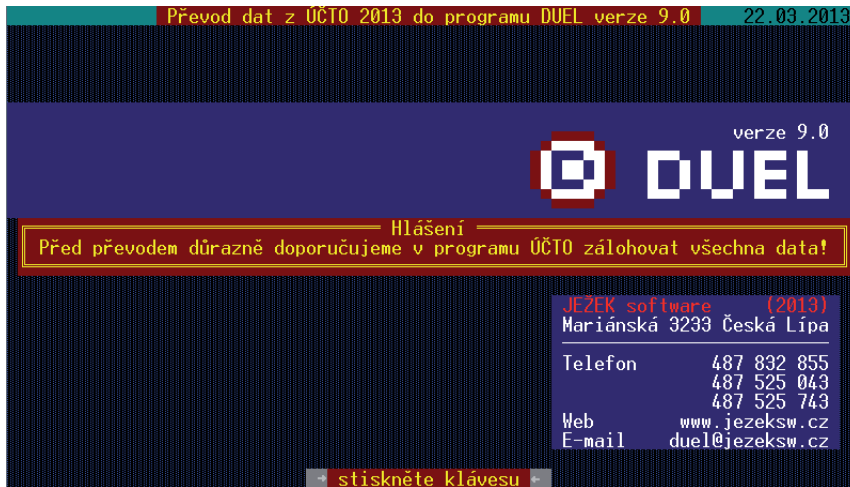 Převod dat z ÚČTO 2013 do programu DUEL verze 9.0 22.03.2013
verze 9.0
DUEL
Hlášení
Před převodem důrazně doporučujeme v programu ÚČTO zálohovat všechna data!
JEŽEK software (2013)
Mariánská 3233 Česká Lípa
Telefon 487 832 855
487 525 043
487 525 743
Web www.jezeksw.cz
E-mail duel@jezeksw.cz
→ stiskněte klávesu ←